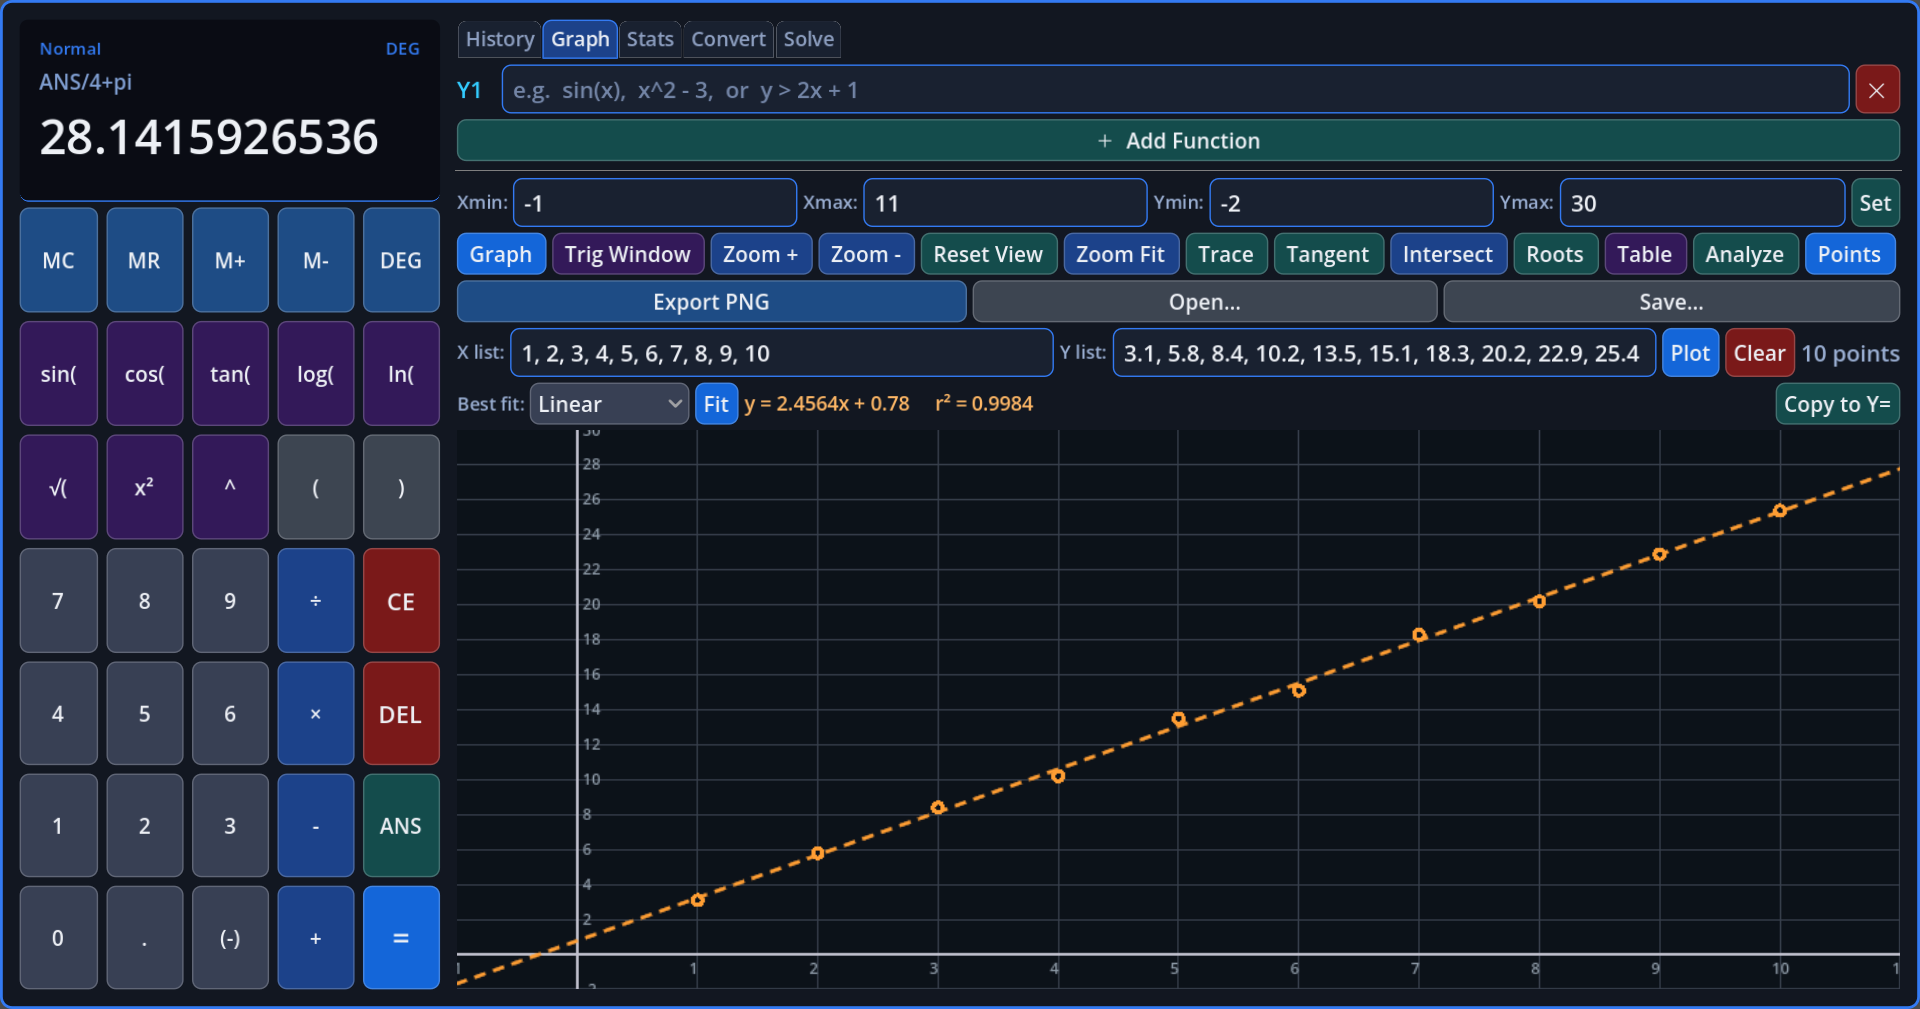 Normal DEG
ANS/4+pi
28.1415926536
MC MR M+ M- DEG
sin( cos( tan( log( ln(
√( x² ^ ( )
7 8 9 ÷ CE
4 5 6 × DEL
1 2 3 - ANS
0 . (-) + =
History Graph Stats Convert Solve
Y1 e.g. sin(x), x^2 - 3, or y > 2x + 1 ×
+ Add Function
Xmin: -1 Xmax: 11 Ymin: -2 Ymax: 30 Set
Graph Trig Window Zoom + Zoom - Reset View Zoom Fit Trace Tangent Intersect Roots Table Analyze Points
Export PNG Open... Save...
X list: 1, 2, 3, 4, 5, 6, 7, 8, 9, 10 Y list: 3.1, 5.8, 8.4, 10.2, 13.5, 15.1, 18.3, 20.2, 22.9, 25.4 Plot Clear 10 points
Best fit: Linear Fit y = 2.4564x + 0.78 r² = 0.9984 Copy to Y=
30
28
26
24
22
20
18
16
14
12
10
8
6
4
2
1 2 3 4 5 6 7 8 9 10